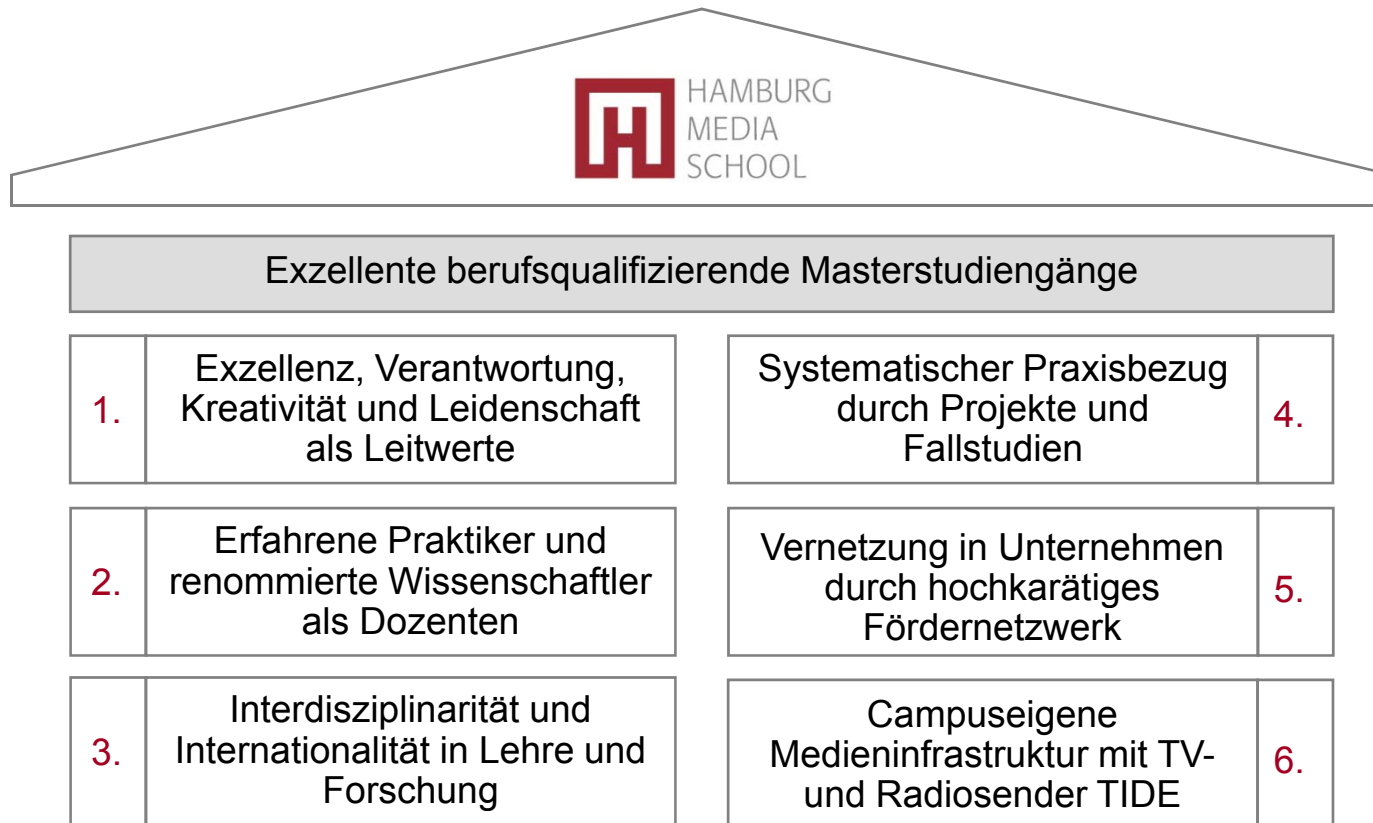 HAMBURG
MEDIA
SCHOOL
Exzellente berufsqualifizierende Masterstudiengänge
1.
Exzellenz, Verantwortung,
Kreativität und Leidenschaft
als Leitwerte
2.
Erfahrene Praktiker und
renommierte Wissenschaftler
als Dozenten
3.
Interdisziplinarität und
Internationalität in Lehre und
Forschung
Systematischer Praxisbezug
durch Projekte und
Fallstudien
4.
Vernetzung in Unternehmen
durch hochkarätiges
Fördernetzwerk
5.
Campuseigene
Medieninfrastruktur mit TV-
und Radiosender TIDE
6.